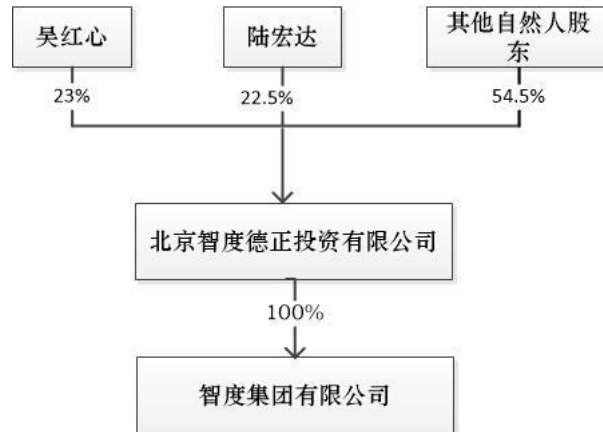 吴红心
陆宏达
其他自然人股
东
23%
22.5%
54.5%
北京智度德正投资有限公司
100%
智度集团有限公司